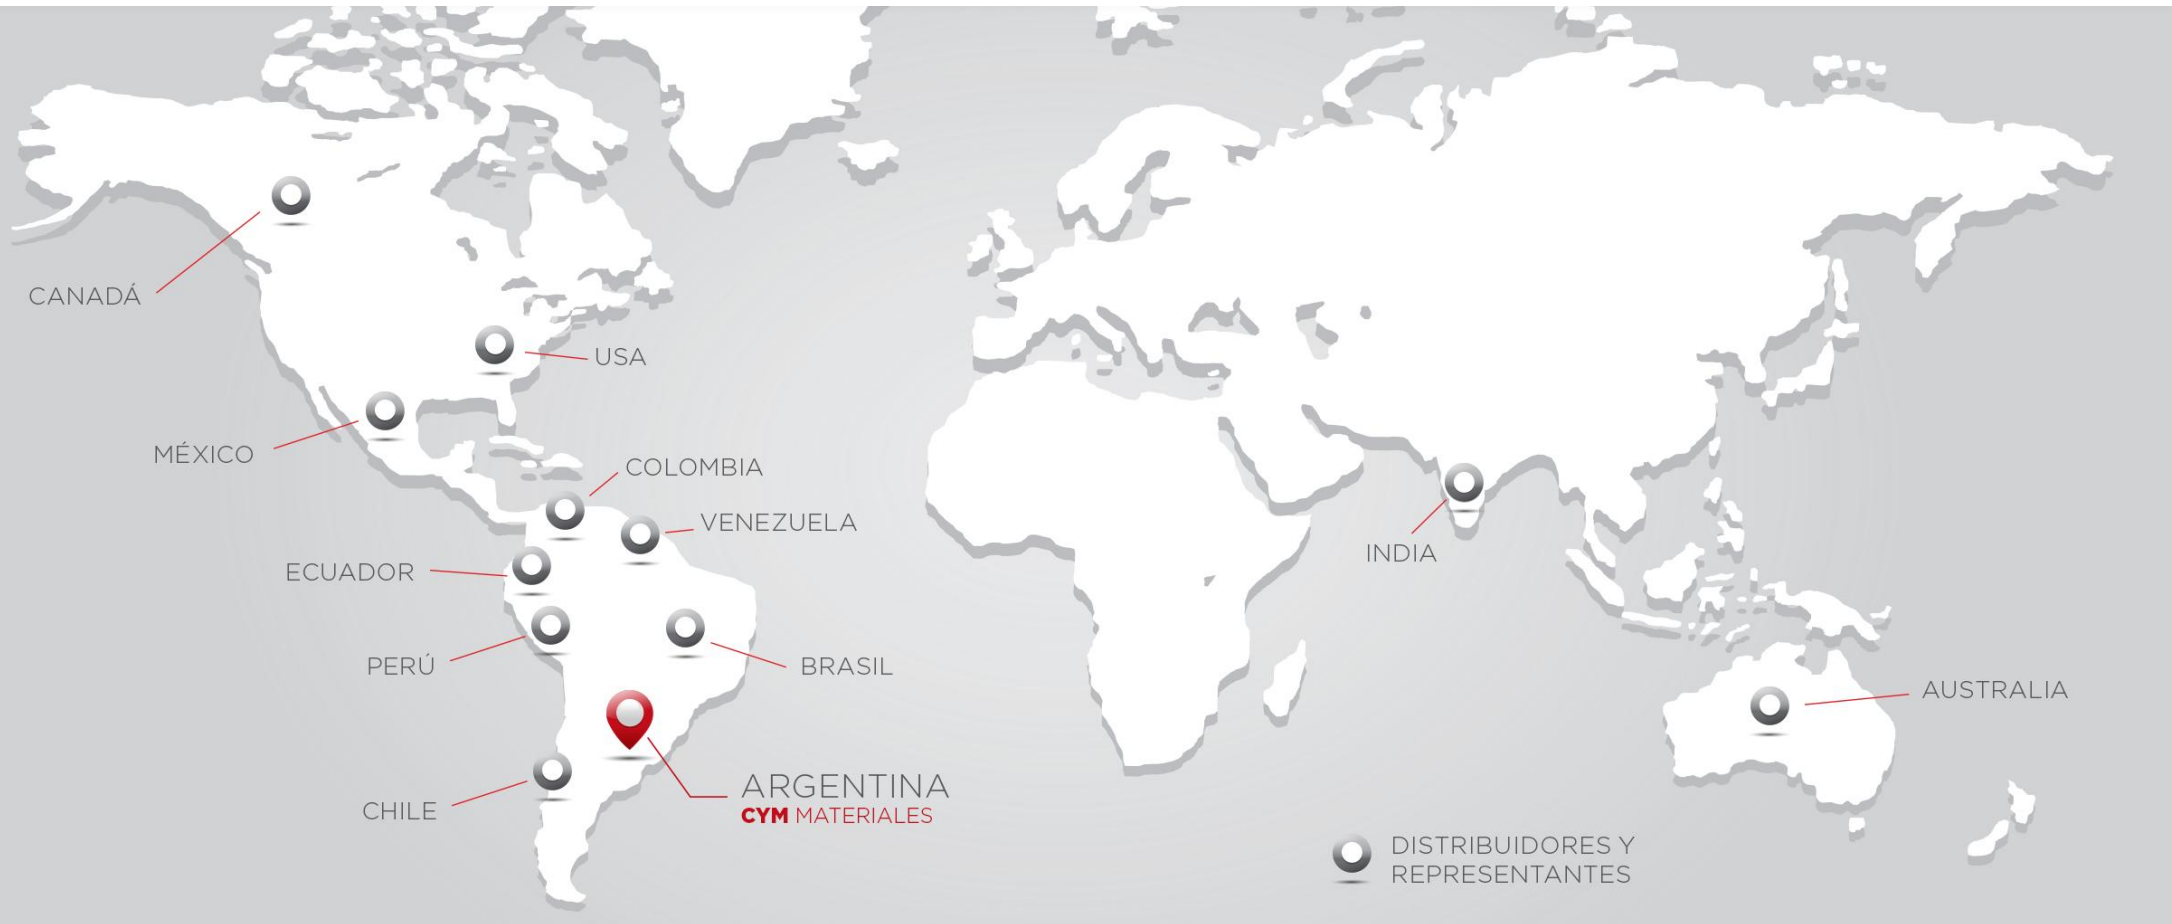 CANADÁ
USA
MÉXICO
COLOMBIA
VENEZUELA
ECUADOR
INDIA
PERÚ
BRASIL
AUSTRALIA
ARGENTINA
CYM MATERIALES
CHILE
DISTRIBUIDORES Y
REPRESENTANTES